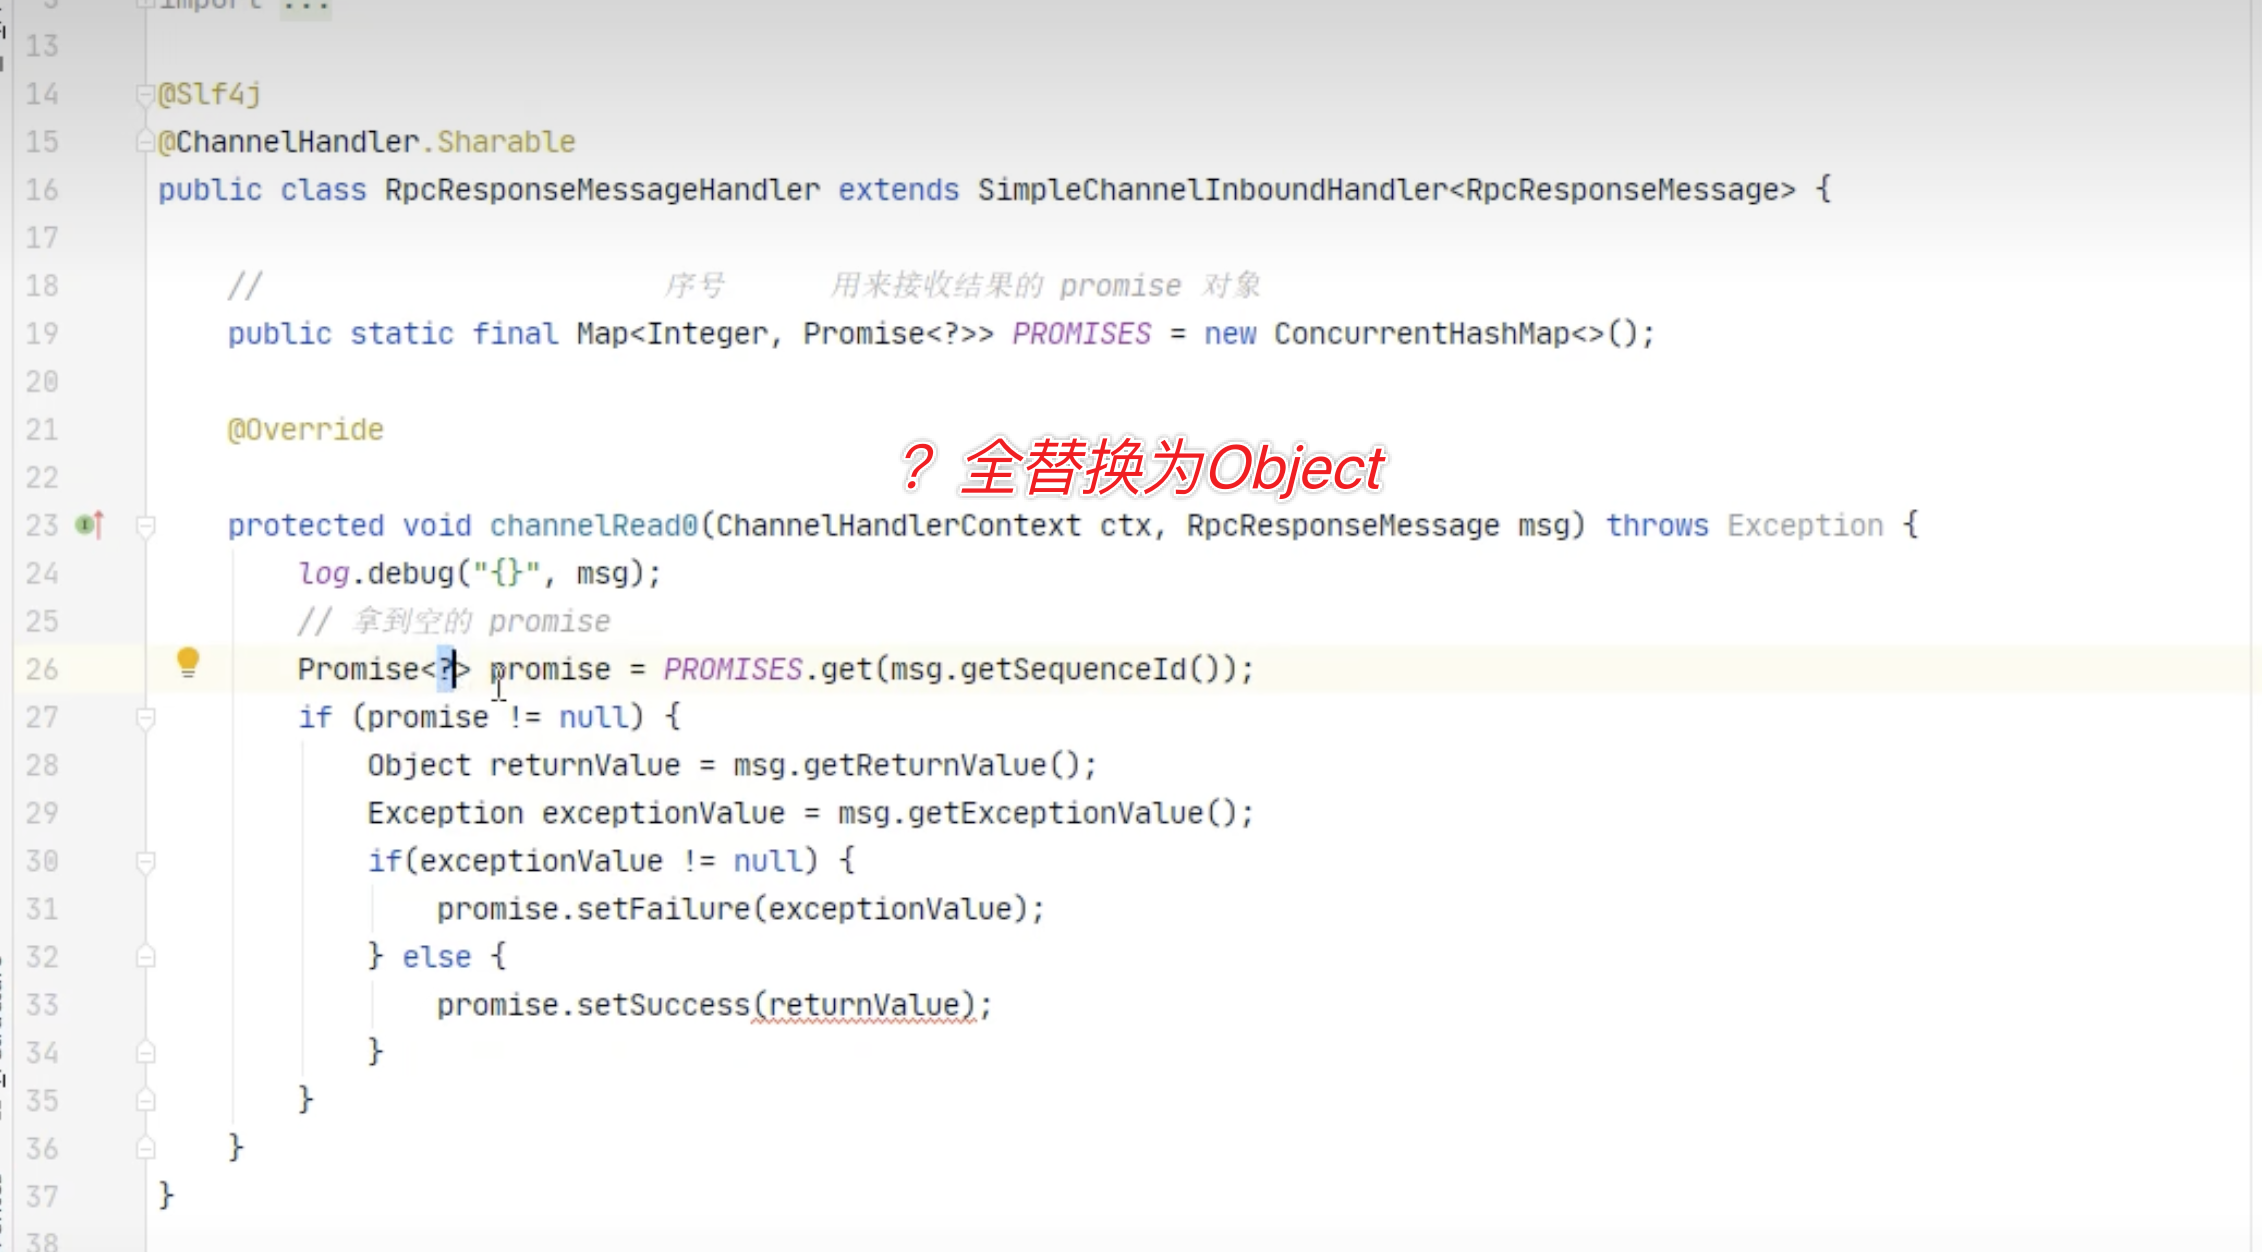 import ...
13
14 @Slf4j
15 @ChannelHandler.Sharable
16 public class RpcResponseMessageHandler extends SimpleChannelInboundHandler<RpcResponseMessage> {
17
18 // 序号 用来接收结果的 promise 对象
19 public static final Map<Integer, Promise<?>> PROMISES = new ConcurrentHashMap<>();
20
21 @Override
?全替换为Object
22
23 protected void channelRead0(ChannelHandlerContext ctx, RpcResponseMessage msg) throws Exception {
24 log.debug("{}", msg);
25 // 拿到空的 promise
26 Promise<?> promise = PROMISES.get(msg.getSequenceId());
27 if (promise != null) {
28 Object returnValue = msg.getReturnValue();
29 Exception exceptionValue = msg.getExceptionValue();
30 if(exceptionValue != null) {
31 promise.setFailure(exceptionValue);
32 } else {
33 promise.setSuccess(returnValue);
34 }
35 }
36 }
37 }
38